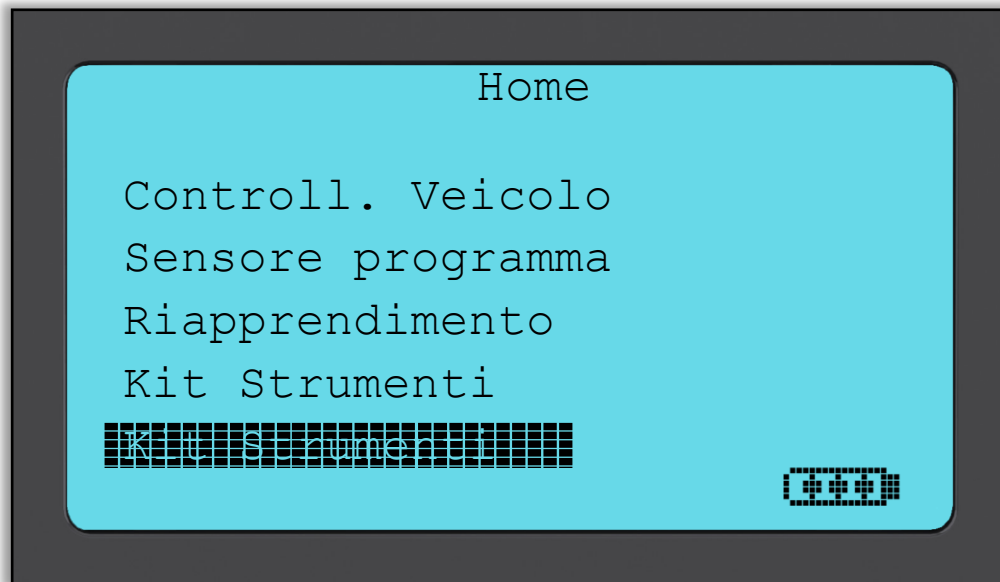 Home
Controll. Veicolo
Sensore programma
Riapprendimento
Kit Strumenti
Kit Strumenti